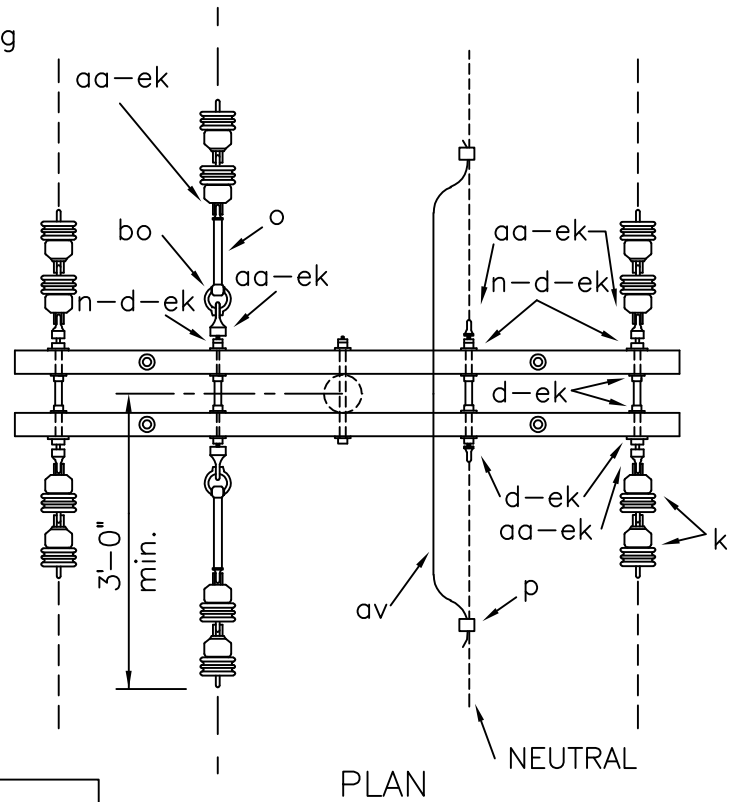 g
aa-ek
bo
o
aa-ek
n-d-ek
aa-ek
n-d-ek
d-ek
d-ek
aa-ek
k
3'-0"
min.
av
p
NEUTRAL
PLAN